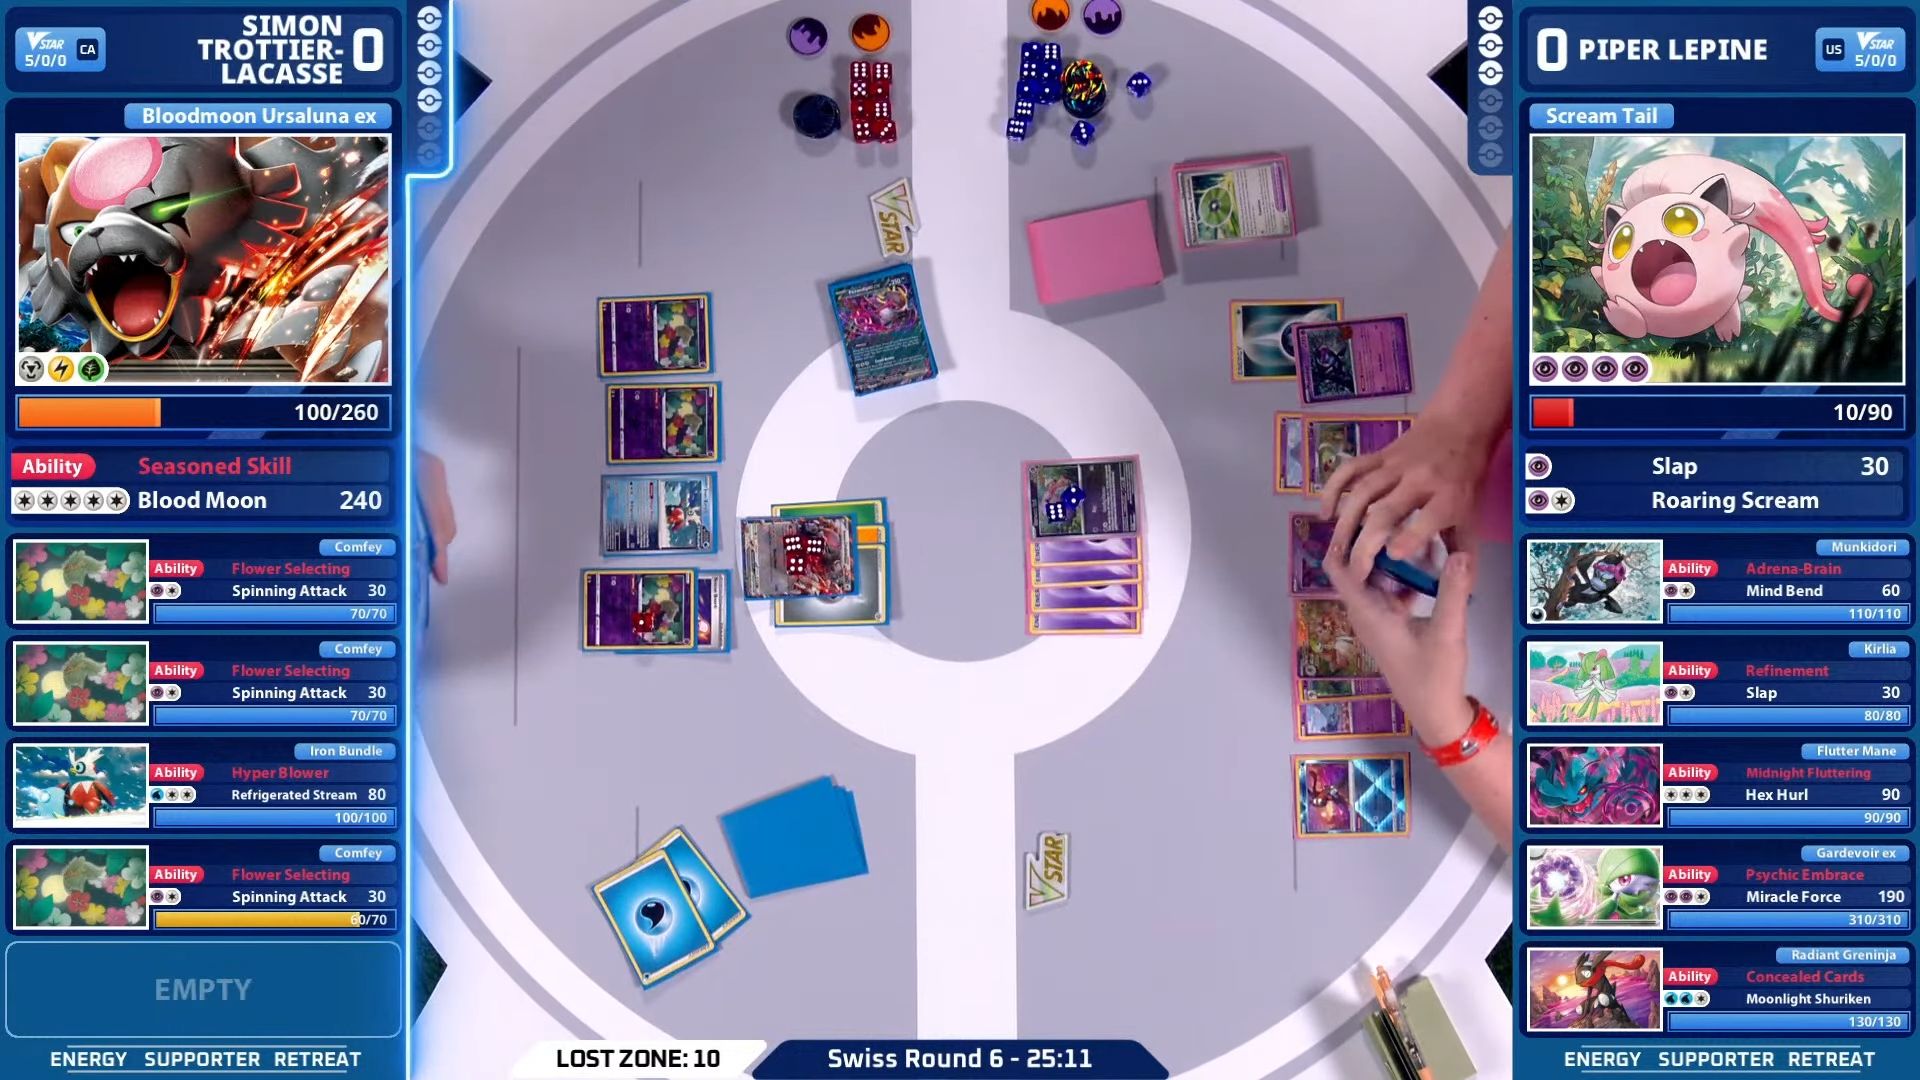 VSTAR
CA
5/0/0
SIMON
TROTTIER-
LACASSE
0
Bloodmoon Ursaluna ex
100/260
Ability Seasoned Skill
Blood Moon 240
Comfey
Ability Flower Selecting
Spinning Attack 30
70/70
Comfey
Ability Flower Selecting
Spinning Attack 30
70/70
Iron Bundle
Ability Hyper Blower
Refrigerated Stream 80
100/100
Comfey
Ability Flower Selecting
Spinning Attack 30
60/70
EMPTY
ENERGY SUPPORTER RETREAT
VSTAR
VSTAR
LOST ZONE: 10
Swiss Round 6 - 25:11
0 PIPER LEPINE
US
VSTAR
5/0/0
Scream Tail
10/90
Slap 30
Roaring Scream
Munkidori
Ability Adrena-Brain
Mind Bend 60
110/110
Kirlia
Ability Refinement
Slap 30
80/80
Flutter Mane
Ability Midnight Fluttering
Hex Hurl 90
90/90
Gardevoir ex
Ability Psychic Embrace
Miracle Force 190
310/310
Radiant Greninja
Ability Concealed Cards
Moonlight Shuriken
130/130
ENERGY SUPPORTER RETREAT